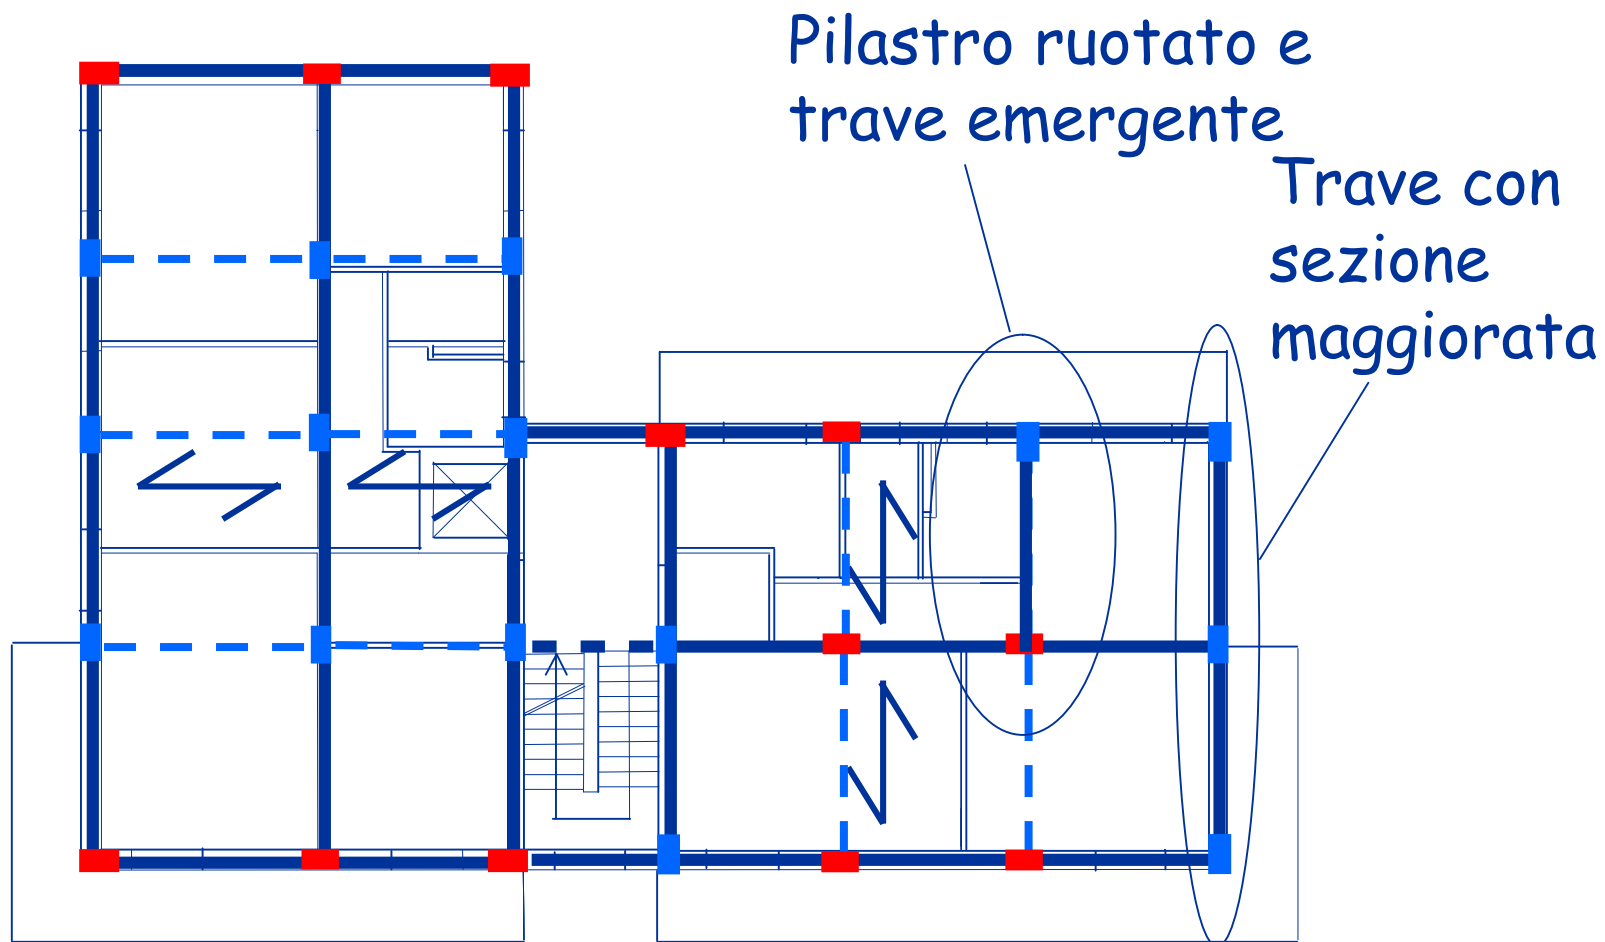 Pilastro ruotato e
trave emergente
Trave con
sezione
maggiorata